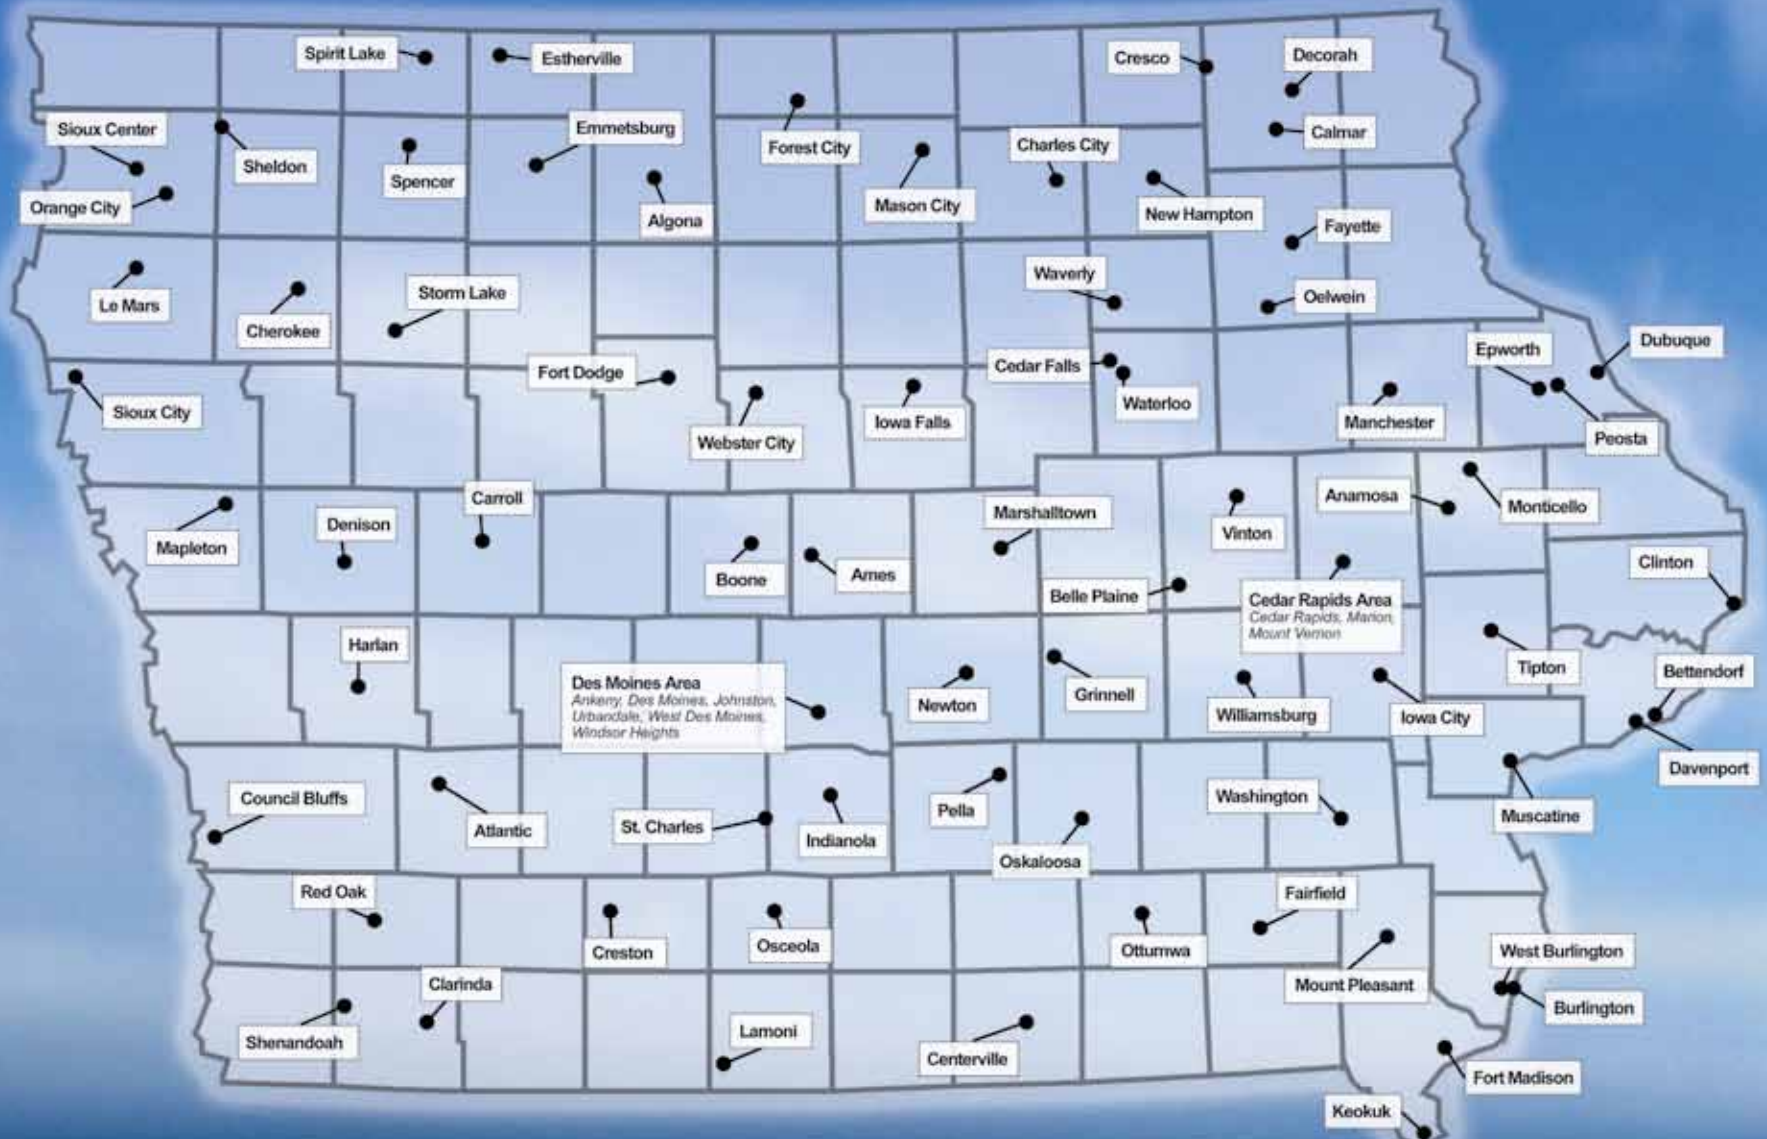 Spirit Lake
Estherville
Cresco
Decorah
Sioux Center
Sheldon
Spencer
Emmetsburg
Algona
Forest City
Mason City
Charles City
New Hampton
Calmar
Orange City
Fayette
Le Mars
Cherokee
Storm Lake
Waverly
Oelwein
Fort Dodge
Cedar Falls
Waterloo
Epworth
Dubuque
Sioux City
Webster City
Iowa Falls
Manchester
Peosta
Mapleton
Denison
Carroll
Boone
Ames
Marshalltown
Belle Plaine
Vinton
Anamosa
Monticello
Cedar Rapids Area
Cedar Rapids, Marion,
Mount Vernon
Clinton
Harlan
Des Moines Area
Ankeny, Des Moines, Johnston,
Urbandale, West Des Moines,
Windsor Heights
Newton
Grinnell
Williamsburg
Iowa City
Tipton
Bettendorf
Davenport
Council Bluffs
Atlantic
St. Charles
Indianola
Pella
Oskaloosa
Washington
Muscatine
Red Oak
Creston
Osceola
Ottumwa
Fairfield
Mount Pleasant
West Burlington
Burlington
Shenandoah
Clarinda
Lamoni
Centerville
Fort Madison
Keokuk